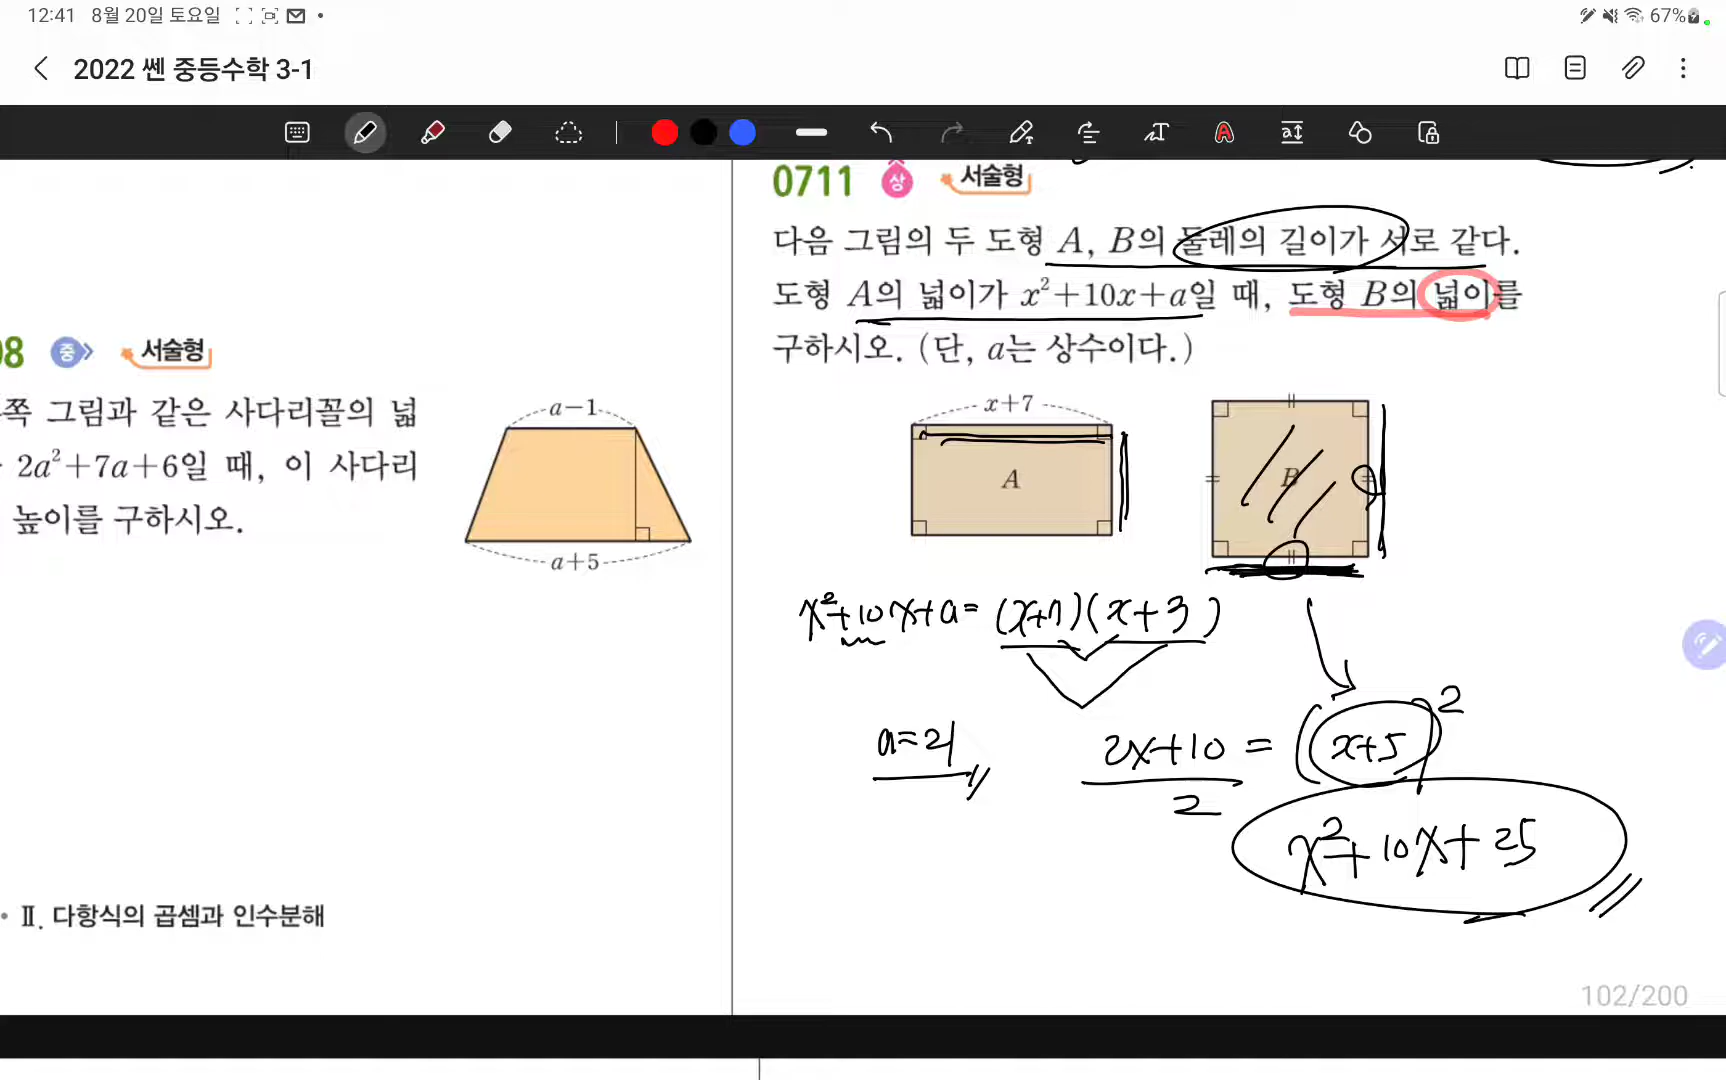 12:41 8월 20일 토요일
67%
2022 쎈 중등수학 3-1
08 중 서술형
쪽 그림과 같은 사다리꼴의 넓
2a²+7a+6일 때, 이 사다리
높이를 구하시오.
a-1
a+5
Ⅱ. 다항식의 곱셈과 인수분해
0711 상 서술형
다음 그림의 두 도형 A, B의 둘레의 길이가 서로 같다.
도형 A의 넓이가 x²+10x+a일 때, 도형 B의 넓이를
구하시오. (단, a는 상수이다.)
x+7
A
B
x²+10x+a=(x+7)(x+3)
a=21
2x+10 = (x+5)²
2
x²+10x+25
102/200